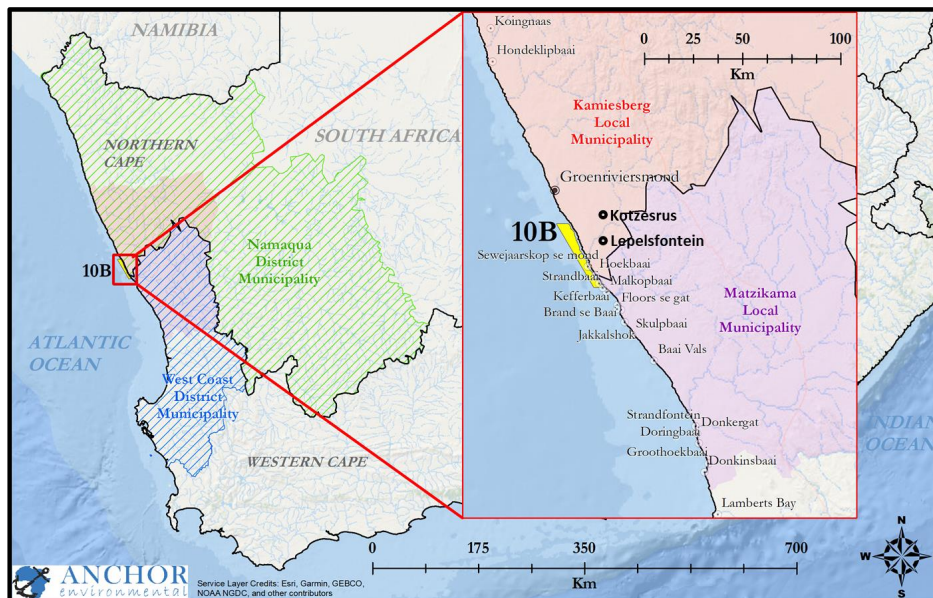 NAMIBIA
SOUTH AFRICA
NORTHERN
CAPE
10B
Namaqua
District
Municipality
ATLANTIC
OCEAN
West Coast
District
Municipality
WESTERN CAPE
INDIAN
OCEAN
Koingnaas
Hondeklipbaai
0 25 50 100
Km
Kamiesberg
Local
Municipality
Groenriviersmond
Kotzesrus
10B
Lepelsfontein
Sewejaarskop se mond
Hoekbaai
Strandbaai
Malkopbaai
Kefferbaai
Floors se gat
Brand se Baai
Matzikama
Local
Municipality
Skulpbaai
Jakkalshok
Baai Vals
Strandfontein
Donkergat
Doringbaai
Groothoekbaai
Donkinsbaai
Lamberts Bay
0 175 350 700
Km
N
W E
S
ANCHOR
environmental
Service Layer Credits: Esri, Garmin, GEBCO,
NOAA NGDC, and other contributors